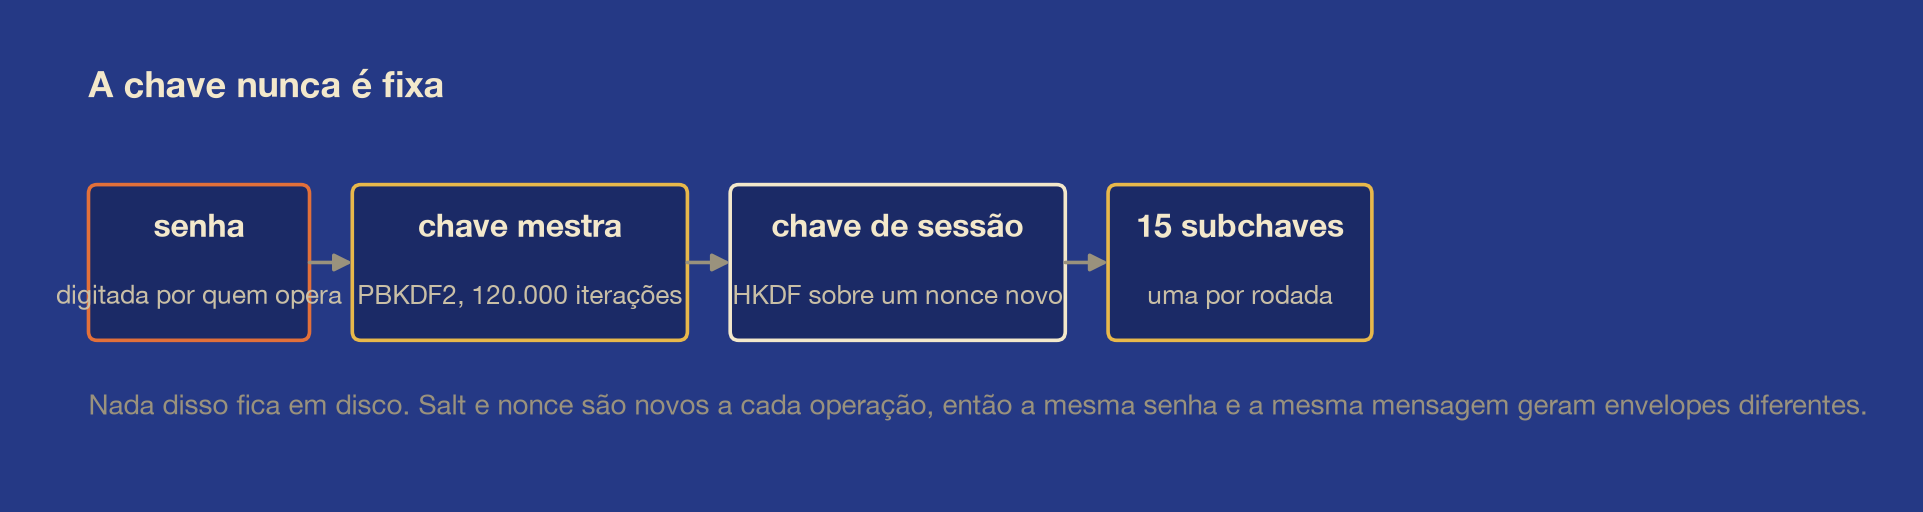 A chave nunca é fixa
senha
digitada por quem opera
chave mestra
PBKDF2, 120.000 iterações
chave de sessão
HKDF sobre um nonce novo
15 subchaves
uma por rodada
Nada disso fica em disco. Salt e nonce são novos a cada operação, então a mesma senha e a mesma mensagem geram envelopes diferentes.